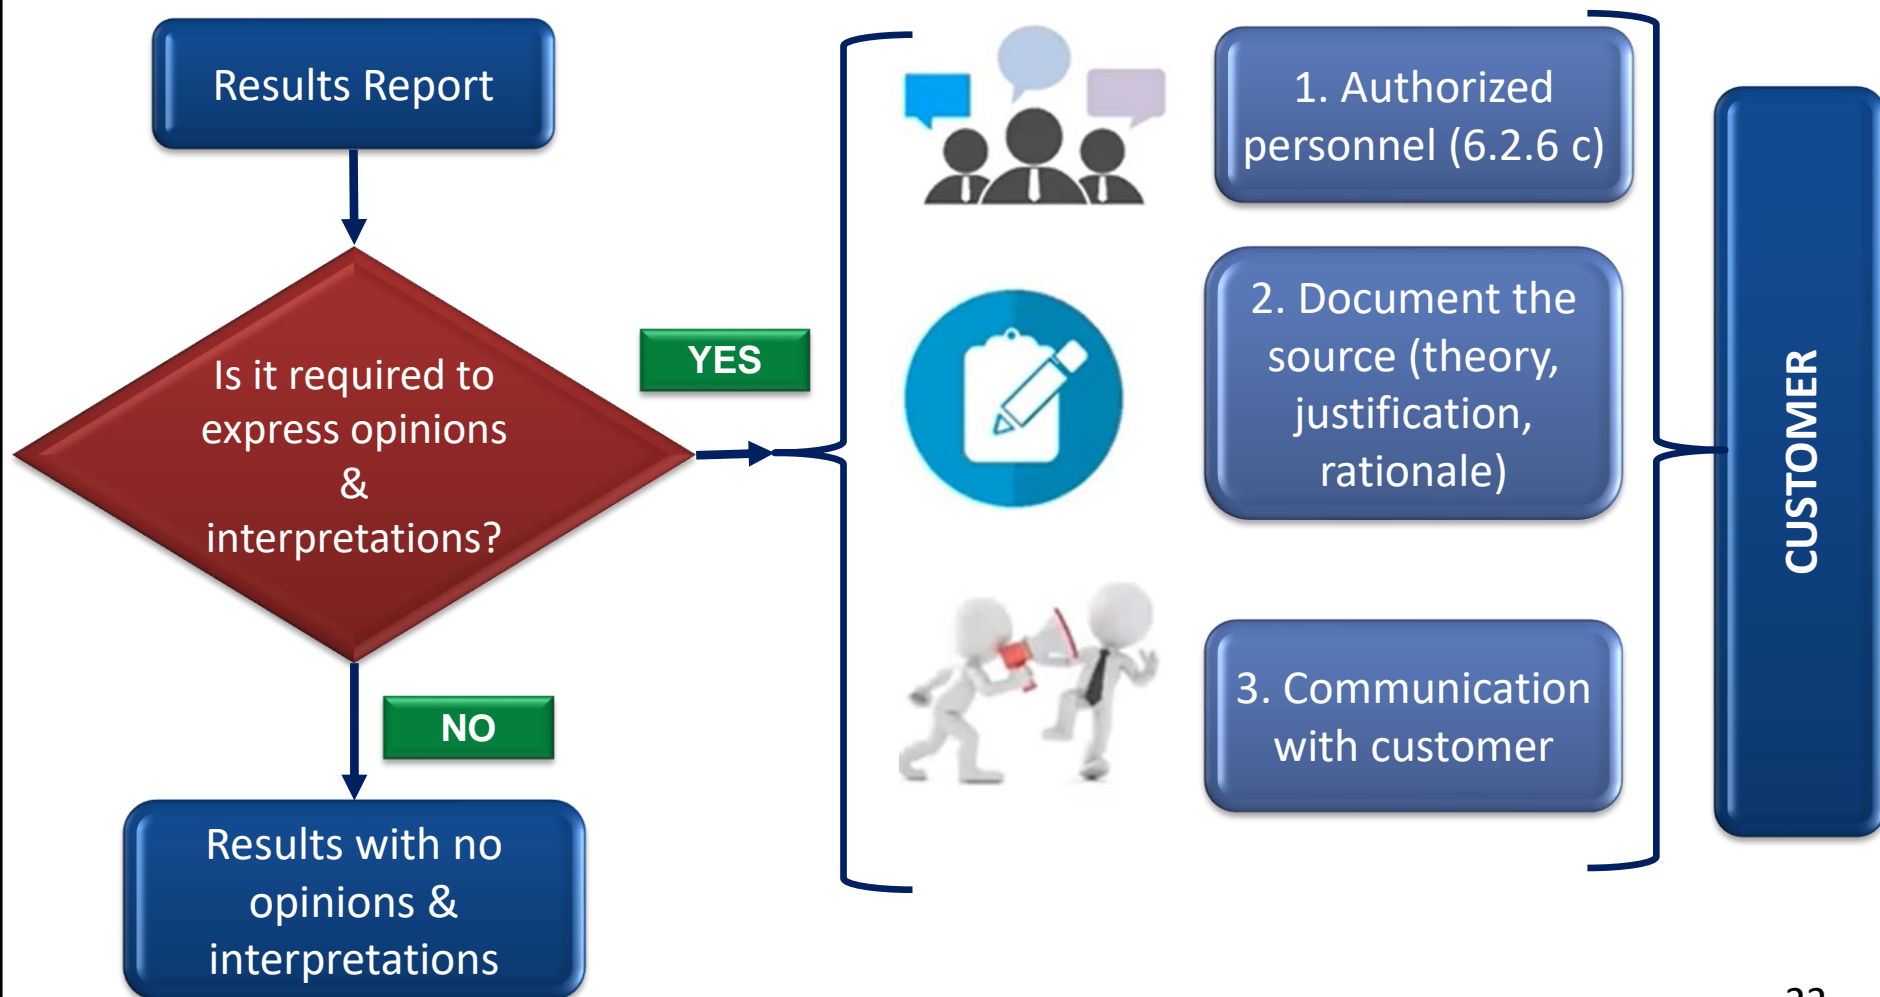 Results Report
Is it required to
express opinions
&
interpretations?
YES
NO
Results with no
opinions &
interpretations
1. Authorized
personnel (6.2.6 c)
2. Document the
source (theory,
justification,
rationale)
3. Communication
with customer
CUSTOMER